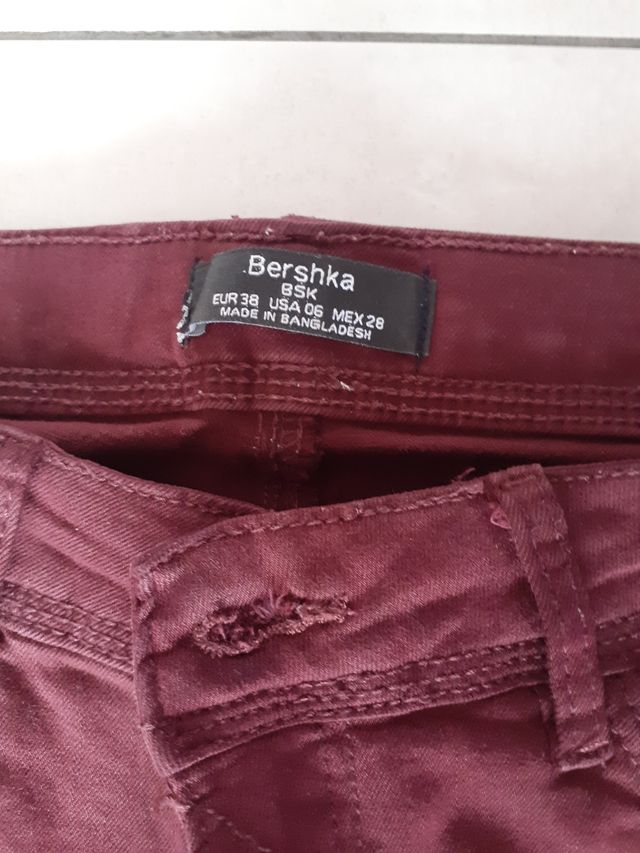 Bershka
BSK
EUR 38 USA 06 MEX 28
MADE IN BANGLADESH